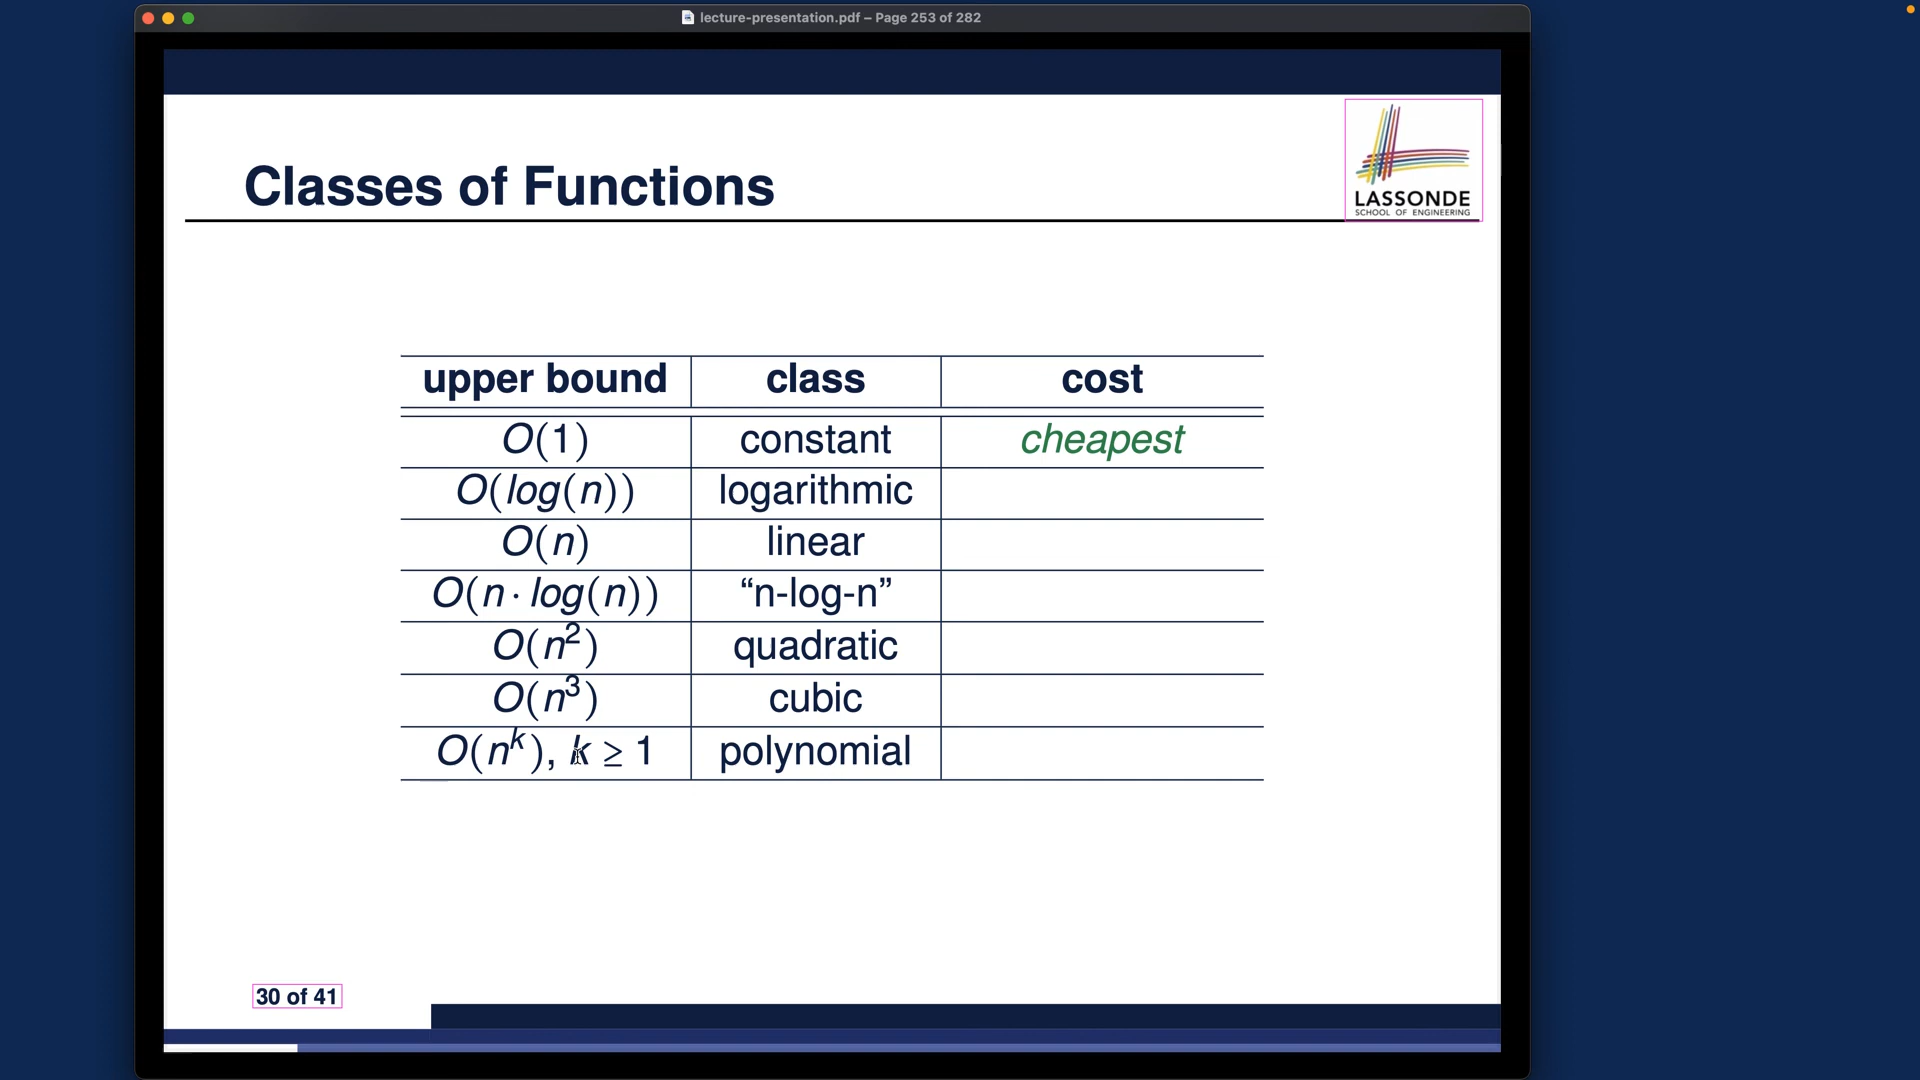 lecture-presentation.pdf – Page 253 of 282
Classes of Functions
LASSONDE
SCHOOL OF ENGINEERING
upper bound class cost
O(1) constant cheapest
O(log(n)) logarithmic
O(n) linear
O(n · log(n)) “n-log-n”
O(n²) quadratic
O(n³) cubic
O(nᵏ), k ≥ 1 polynomial
30 of 41